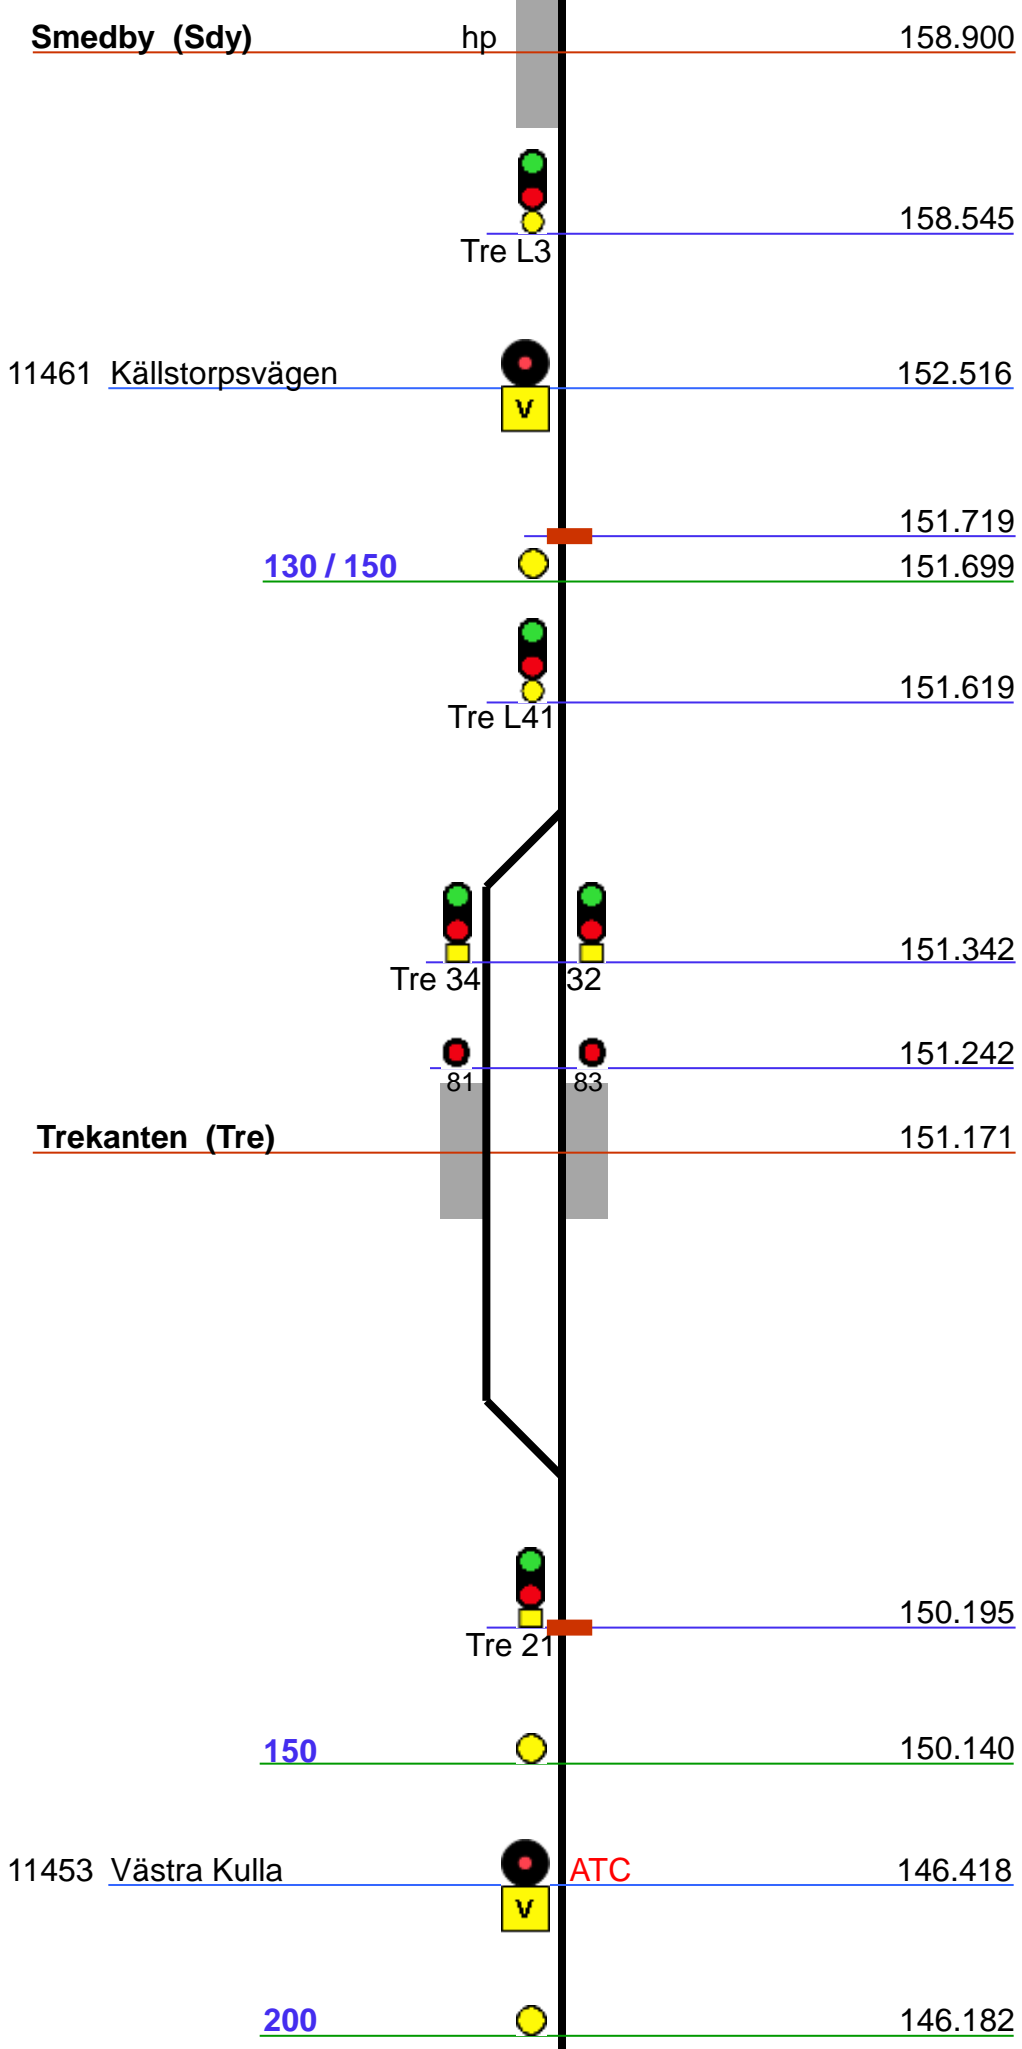 Smedby (Sdy) hp 158.900
158.545
Tre L3
11461 Källstorpsvägen 152.516
V
151.719
130 / 150 151.699
151.619
Tre L41
151.342
Tre 34 32
151.242
81 83
Trekanten (Tre) 151.171
150.195
Tre 21
150 150.140
11453 Västra Kulla ATC 146.418
V
200 146.182